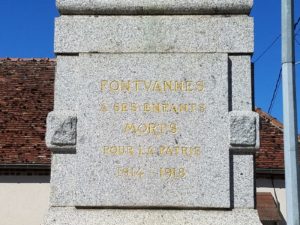 FONTVANNES
A SES ENFANTS
MORTS
POUR LA PATRIE
1914 - 1918